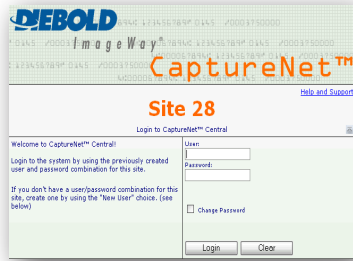 DIEBOLD
ImageWay®
CaptureNet™
Help and Support
Site 28
Login to CaptureNet™ Central
Welcome to CaptureNet™ Central!
Login to the system by using the previously created
user and password combination for this site.
If you don't have a user/password combination for this
site, create one by using the "New User" choice. (see
below)
User:
Password:
Change Password
Login Clear